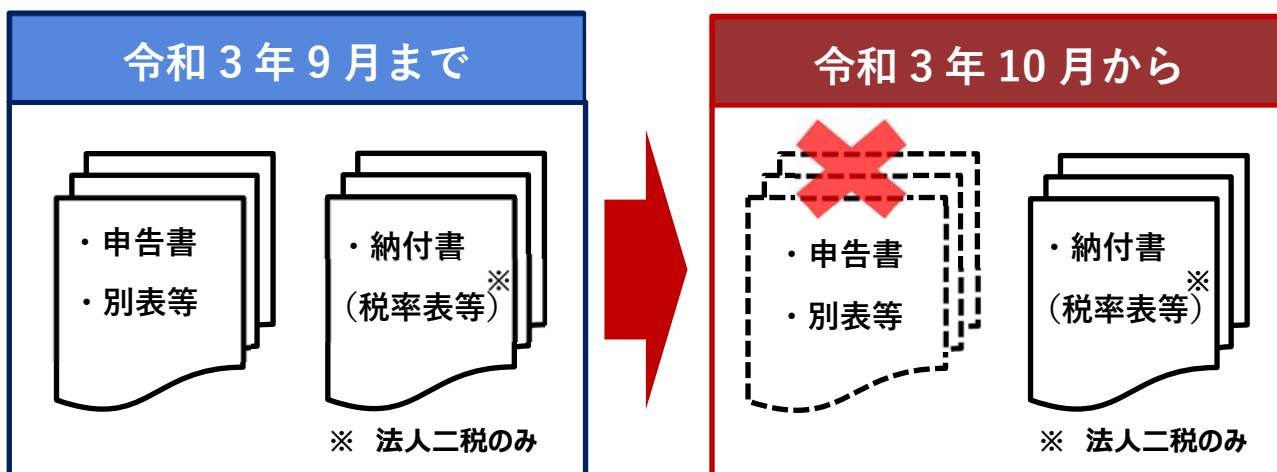 令和3年9月まで
・申告書
・別表等
・納付書
(税率表等)※
※ 法人二税のみ
令和3年10月から
・申告書
・別表等
・納付書
(税率表等)※
※ 法人二税のみ